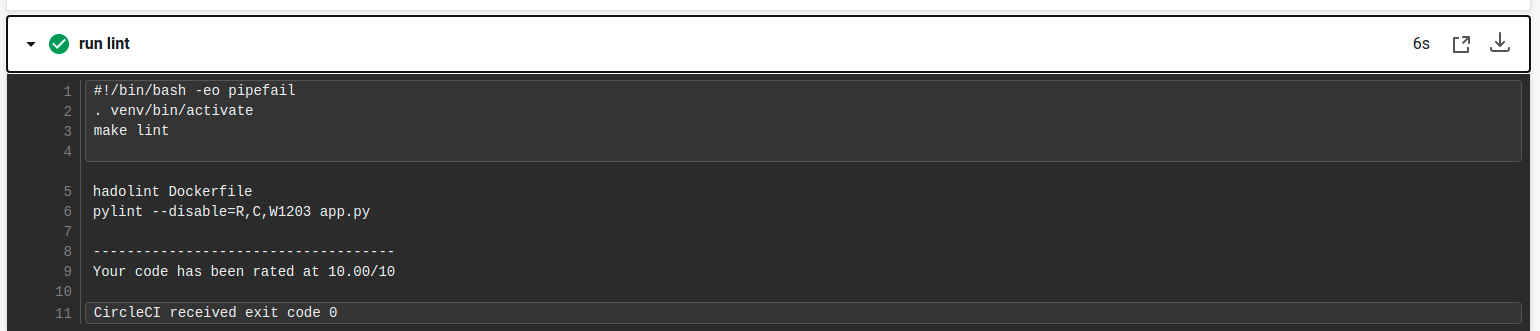 run lint 6s
1 #!/bin/bash -eo pipefail
2 . venv/bin/activate
3 make lint
4
5 hadolint Dockerfile
6 pylint --disable=R,C,W1203 app.py
7
8 ------------------------------------
9 Your code has been rated at 10.00/10
10
11 CircleCI received exit code 0